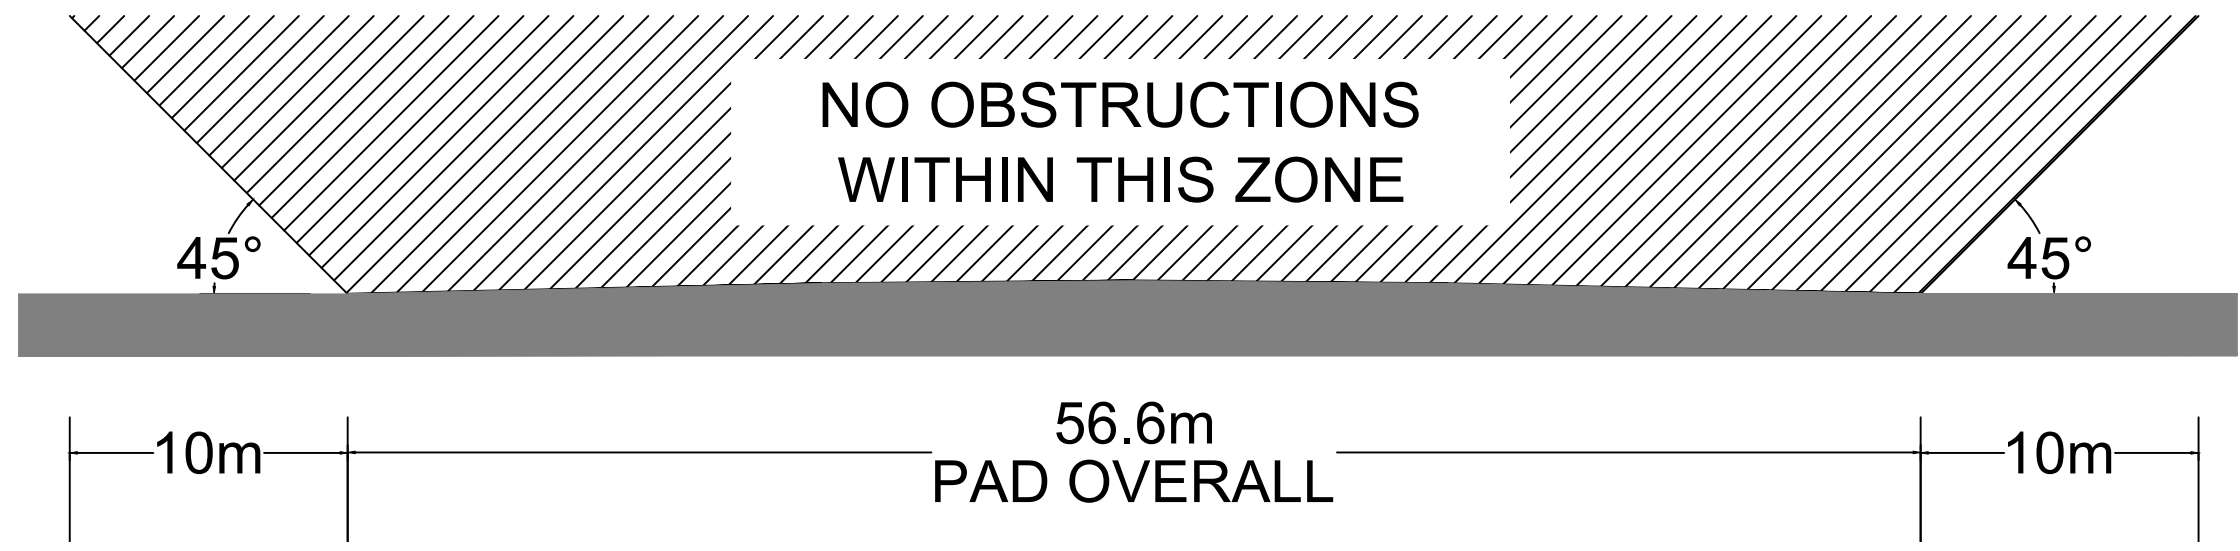 NO OBSTRUCTIONS
WITHIN THIS ZONE
45°
45°
10m
56.6m
PAD OVERALL
10m